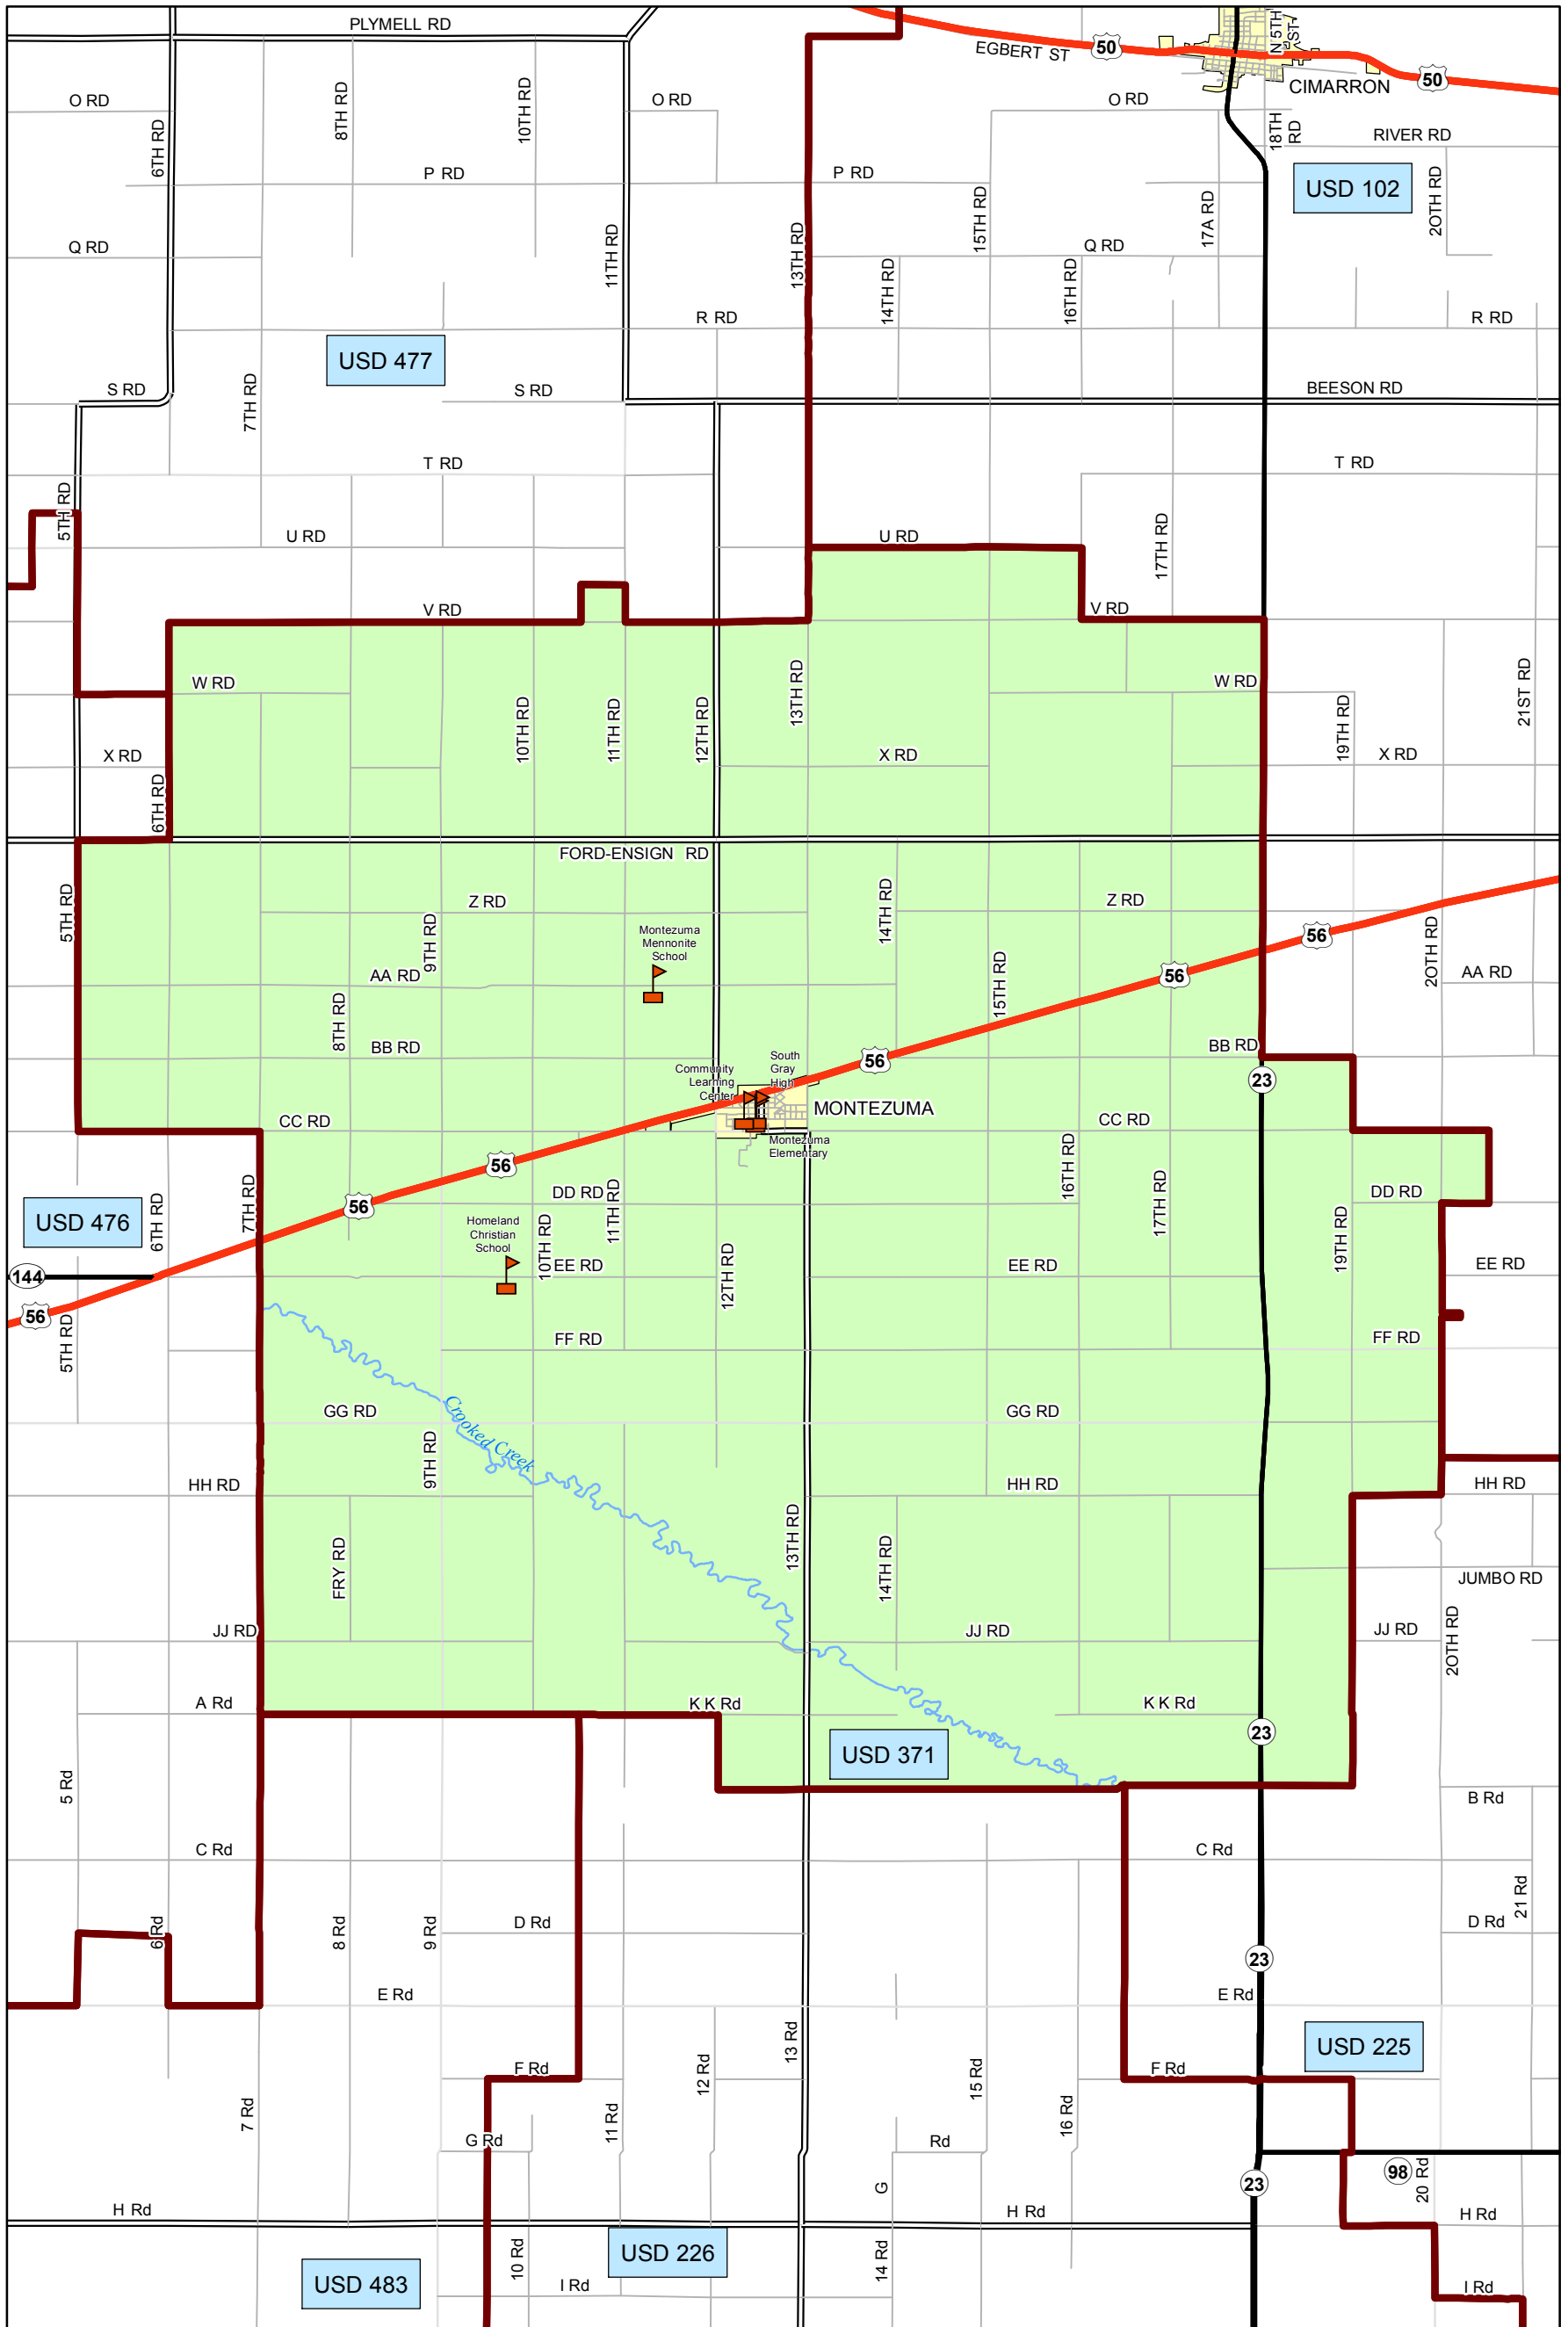 PLYMELL RD
EGBERT ST
50
N 5TH
ST
CIMARRON
50
O RD
6TH RD
8TH RD
10TH RD
O RD
O RD
18TH
RD
RIVER RD
P RD
P RD
USD 102
20TH RD
Q RD
11TH RD
13TH RD
15TH RD
17A RD
Q RD
14TH RD
16TH RD
R RD
R RD
USD 477
S RD
7TH RD
S RD
BEESON RD
T RD
T RD
5TH RD
U RD
U RD
17TH RD
V RD
V RD
W RD
W RD
10TH RD
11TH RD
12TH RD
13TH RD
19TH RD
21ST RD
X RD
X RD
X RD
6TH RD
FORD-ENSIGN RD
5TH RD
Z RD
Z RD
9TH RD
14TH RD
Montezuma
Mennonite
School
56
20TH RD
AA RD
56
AA RD
8TH RD
15TH RD
BB RD
BB RD
56
Community
Learning
Center
South
Gray
High
23
MONTEZUMA
CC RD
CC RD
Montezuma
Elementary
56
16TH RD
USD 476
6TH RD
7TH RD
56
DD RD
11TH RD
17TH RD
DD RD
Homeland
Christian
School
10TH RD
19TH RD
144
EE RD
12TH RD
EE RD
EE RD
56
5TH RD
FF RD
FF RD
GG RD
Crooked Creek
GG RD
9TH RD
HH RD
HH RD
HH RD
FRY RD
13TH RD
14TH RD
JUMBO RD
JJ RD
JJ RD
JJ RD
20TH RD
A Rd
K K Rd
K K Rd
23
USD 371
5 Rd
B Rd
C Rd
C Rd
21 Rd
6 Rd
8 Rd
9 Rd
D Rd
D Rd
23
E Rd
E Rd
13 Rd
USD 225
F Rd
12 Rd
15 Rd
F Rd
7 Rd
11 Rd
16 Rd
G Rd
Rd
G
98
20 Rd
23
H Rd
H Rd
H Rd
USD 226
10 Rd
14 Rd
USD 483
I Rd
I Rd